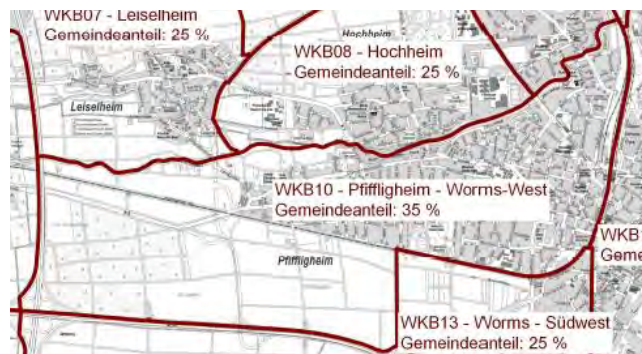 WKB07 - Leiselheim
Gemeindeanteil: 25 %
Hochheim
WKB08 - Hochheim
-Gemeindeanteil: 25 %
Leiselheim
WKB10 - Pfiffligheim - Worms-West
Gemeindeanteil: 35 %
WKB1
Geme
Pfiffligheim
WKB13 - Worms - Südwest
Gemeindeanteil: 25 %